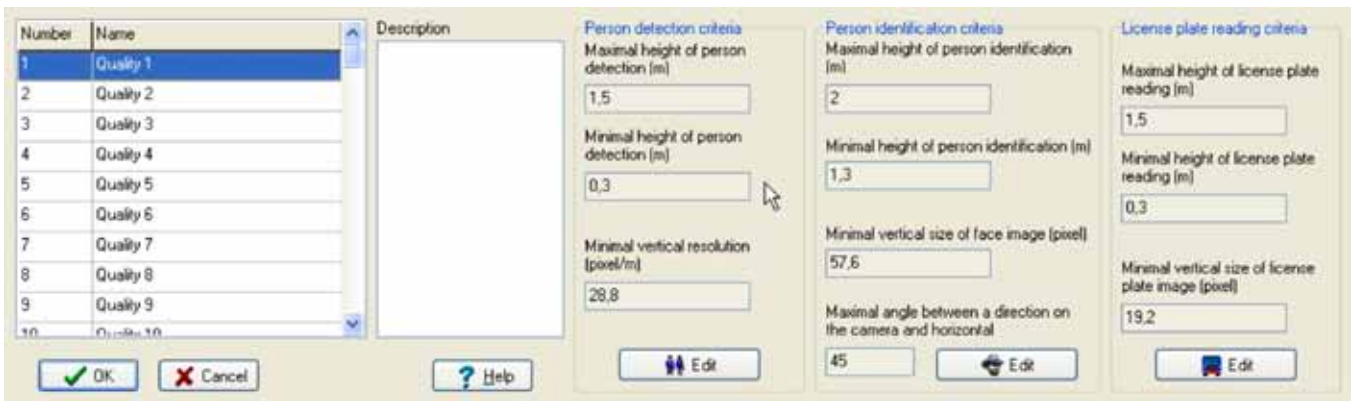 Number Name
1 Quality 1
2 Quality 2
3 Quality 3
4 Quality 4
5 Quality 5
6 Quality 6
7 Quality 7
8 Quality 8
9 Quality 9
10 Quality 10
OK
Cancel
Description
Help
Person detection criteria
Maximal height of person
detection (m)
1,5
Minimal height of person
detection (m)
0,3
Minimal vertical resolution
(pixel/m)
28,8
Edit
Person identification criteria
Maximal height of person identification
(m)
2
Minimal height of person identification (m)
1,3
Minimal vertical size of face image (pixel)
57,6
Maximal angle between a direction on
the camera and horizontal
45
Edit
License plate reading criteria
Maximal height of license plate
reading (m)
1,5
Minimal height of license plate
reading (m)
0,3
Minimal vertical size of license
plate image (pixel)
19,2
Edit